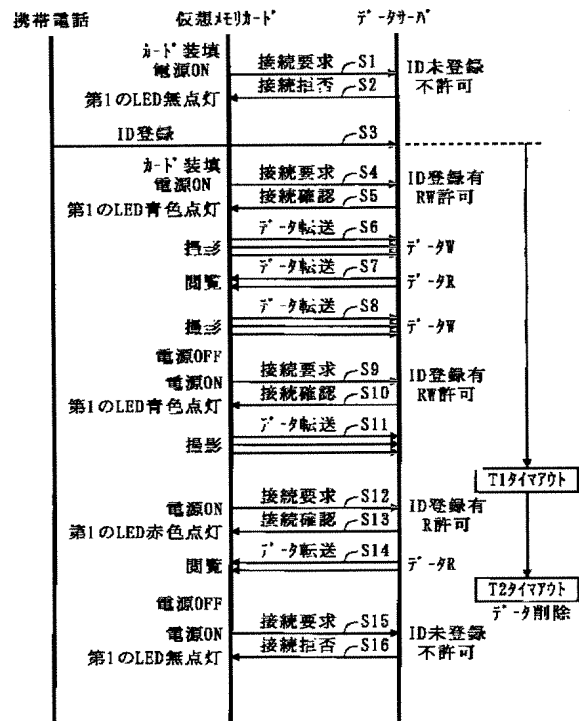 携帯電話 仮想メモリカード データサーバ
カード装填
電源ON 接続要求 S1 ID未登録
不許可
第1のLED無点灯 接続拒否 S2
ID登録 S3
カード装填
電源ON 接続要求 S4 ID登録有
RW許可
第1のLED青色点灯 接続確認 S5
撮影 データ転送 S6 データW
閲覧 データ転送 S7 データR
撮影 データ転送 S8 データW
電源OFF
電源ON 接続要求 S9 ID登録有
RW許可
第1のLED青色点灯 接続確認 S10
撮影 データ転送 S11
T1タイマアウト
電源ON 接続要求 S12 ID登録有
R許可
第1のLED赤色点灯 接続確認 S13
閲覧 データ転送 S14 データR
T2タイマアウト
データ削除
電源OFF
電源ON 接続要求 S15 ID未登録
不許可
第1のLED無点灯 接続拒否 S16